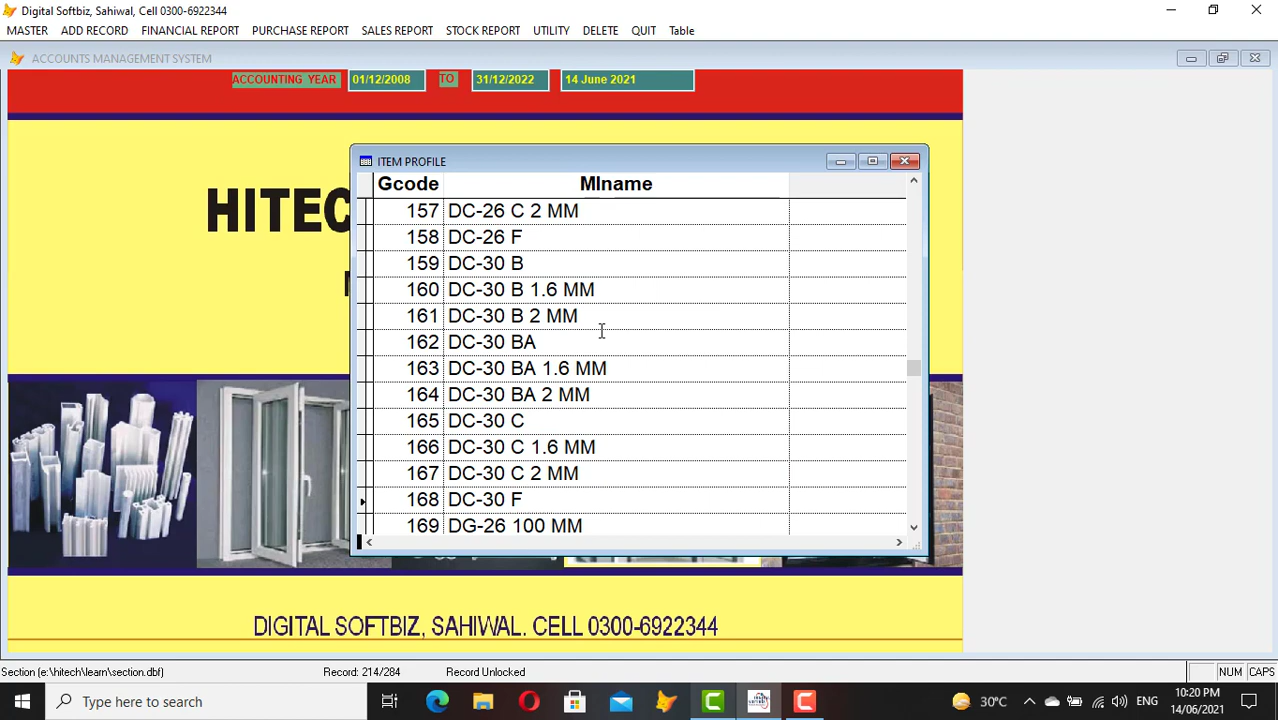 Digital Softbiz, Sahiwal, Cell 0300-6922344
MASTER ADD RECORD FINANCIAL REPORT PURCHASE REPORT SALES REPORT STOCK REPORT UTILITY DELETE QUIT Table
ACCOUNTS MANAGEMENT SYSTEM
ACCOUNTING YEAR 01/12/2008 TO 31/12/2022 14 June 2021
HITEC
ITEM PROFILE
Gcode MIname
157 DC-26 C 2 MM
158 DC-26 F
159 DC-30 B
160 DC-30 B 1.6 MM
161 DC-30 B 2 MM
162 DC-30 BA
163 DC-30 BA 1.6 MM
164 DC-30 BA 2 MM
165 DC-30 C
166 DC-30 C 1.6 MM
167 DC-30 C 2 MM
168 DC-30 F
169 DG-26 100 MM
DIGITAL SOFTBIZ, SAHIWAL. CELL 0300-6922344
Section (e:\hitech\learn\section.dbf) Record: 214/284 Record Unlocked NUM CAPS
Type here to search 30°C ENG 10:20 PM
14/06/2021